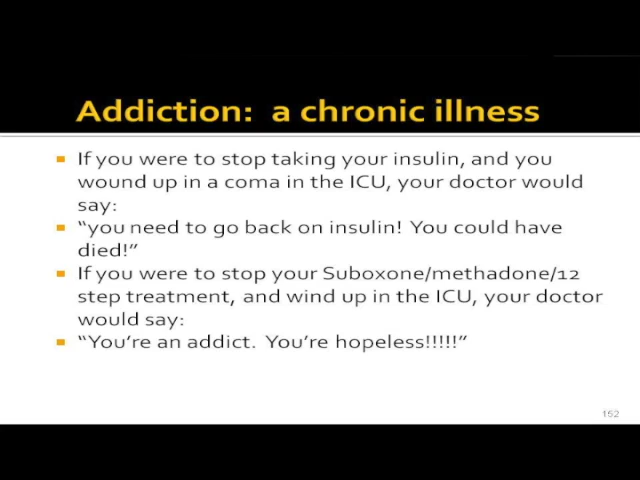 Addiction:  a chronic illness
If you were to stop taking your insulin, and you
wound up in a coma in the ICU, your doctor would
say:
“you need to go back on insulin!  You could have
died!”
If you were to stop your Suboxone/methadone/12
step treatment, and wind up in the ICU, your doctor
would say:
“You’re an addict.  You’re hopeless!!!!!”
152